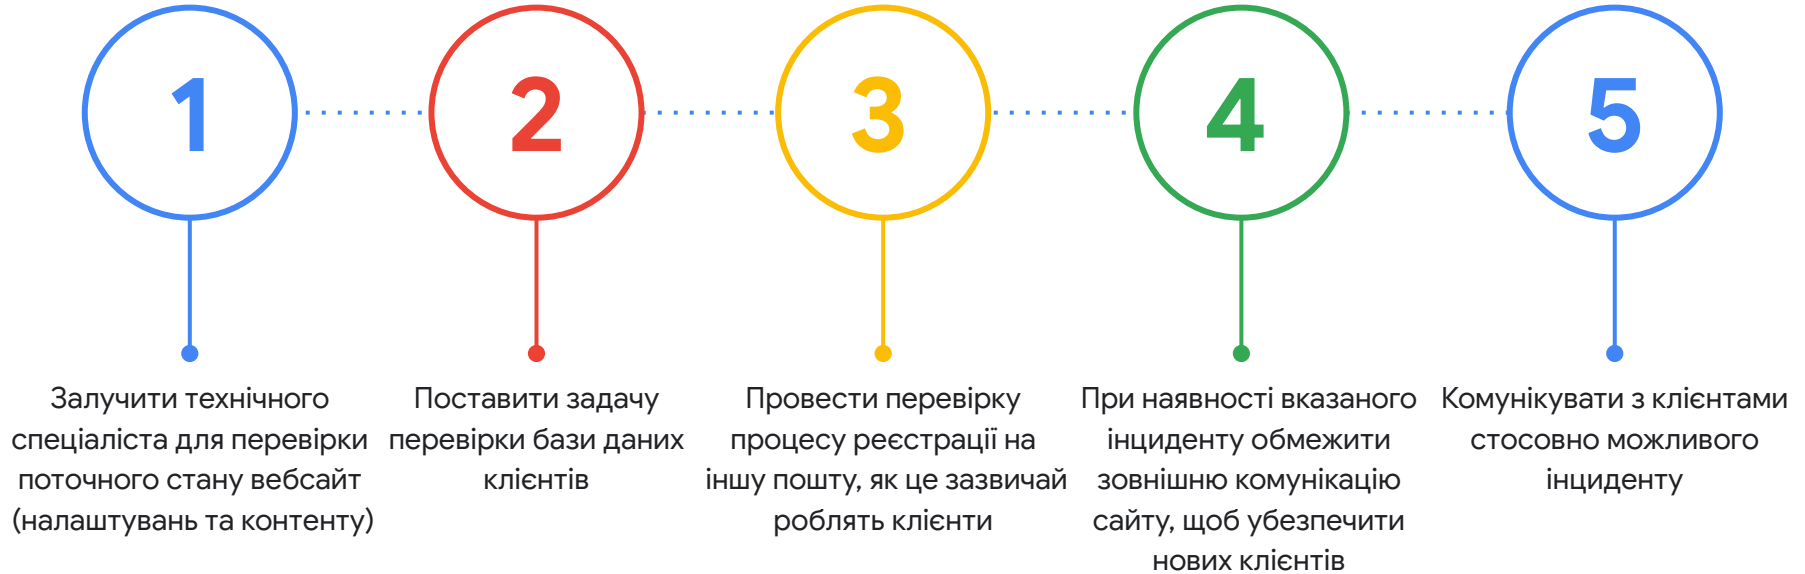 1
2
3
4
5
Залучити технічного
спеціаліста для перевірки
поточного стану вебсайт
(налаштувань та контенту)
Поставити задачу
перевірки бази даних
клієнтів
Провести перевірку
процесу реєстрації на
іншу пошту, як це зазвичай
роблять клієнти
При наявності вказаного
інциденту обмежити
зовнішню комунікацію
сайту, щоб убезпечити
нових клієнтів
Комунікувати з клієнтами
стосовно можливого
інциденту